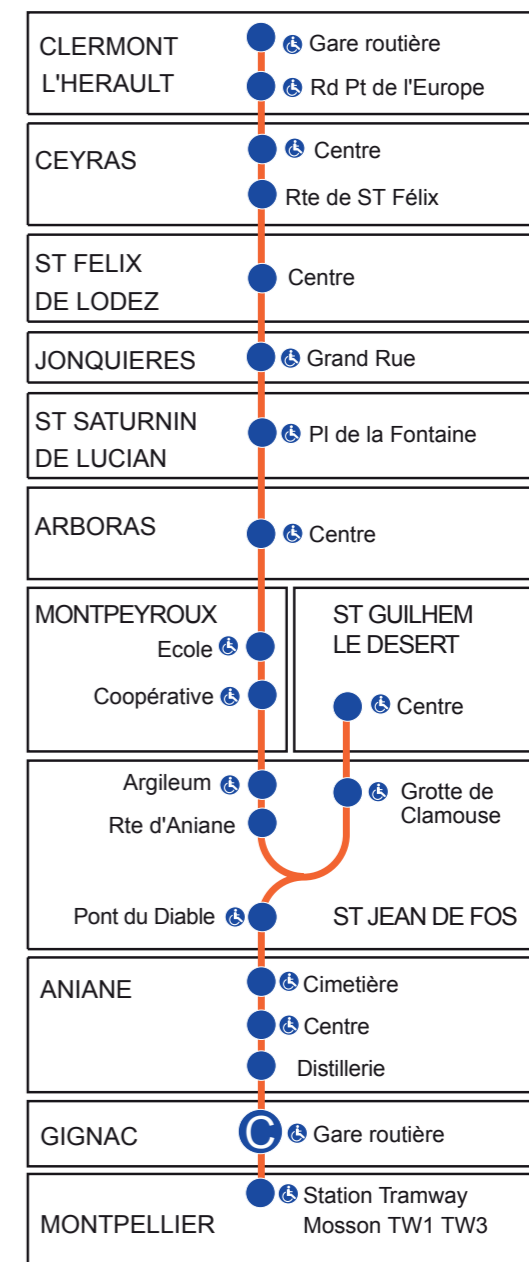 CLERMONT
L'HERAULT
Gare routière
Rd Pt de l'Europe
CEYRAS
Centre
Rte de ST Félix
ST FELIX
DE LODEZ
Centre
JONQUIERES
Grand Rue
ST SATURNIN
DE LUCIAN
Pl de la Fontaine
ARBORAS
Centre
MONTPEYROUX
Ecole
Coopérative
ST GUILHEM
LE DESERT
Centre
Argileum
Rte d'Aniane
Grotte de
Clamouse
Pont du Diable
ST JEAN DE FOS
ANIANE
Cimetière
Centre
Distillerie
GIGNAC
C
Gare routière
MONTPELLIER
Station Tramway
Mosson TW1 TW3